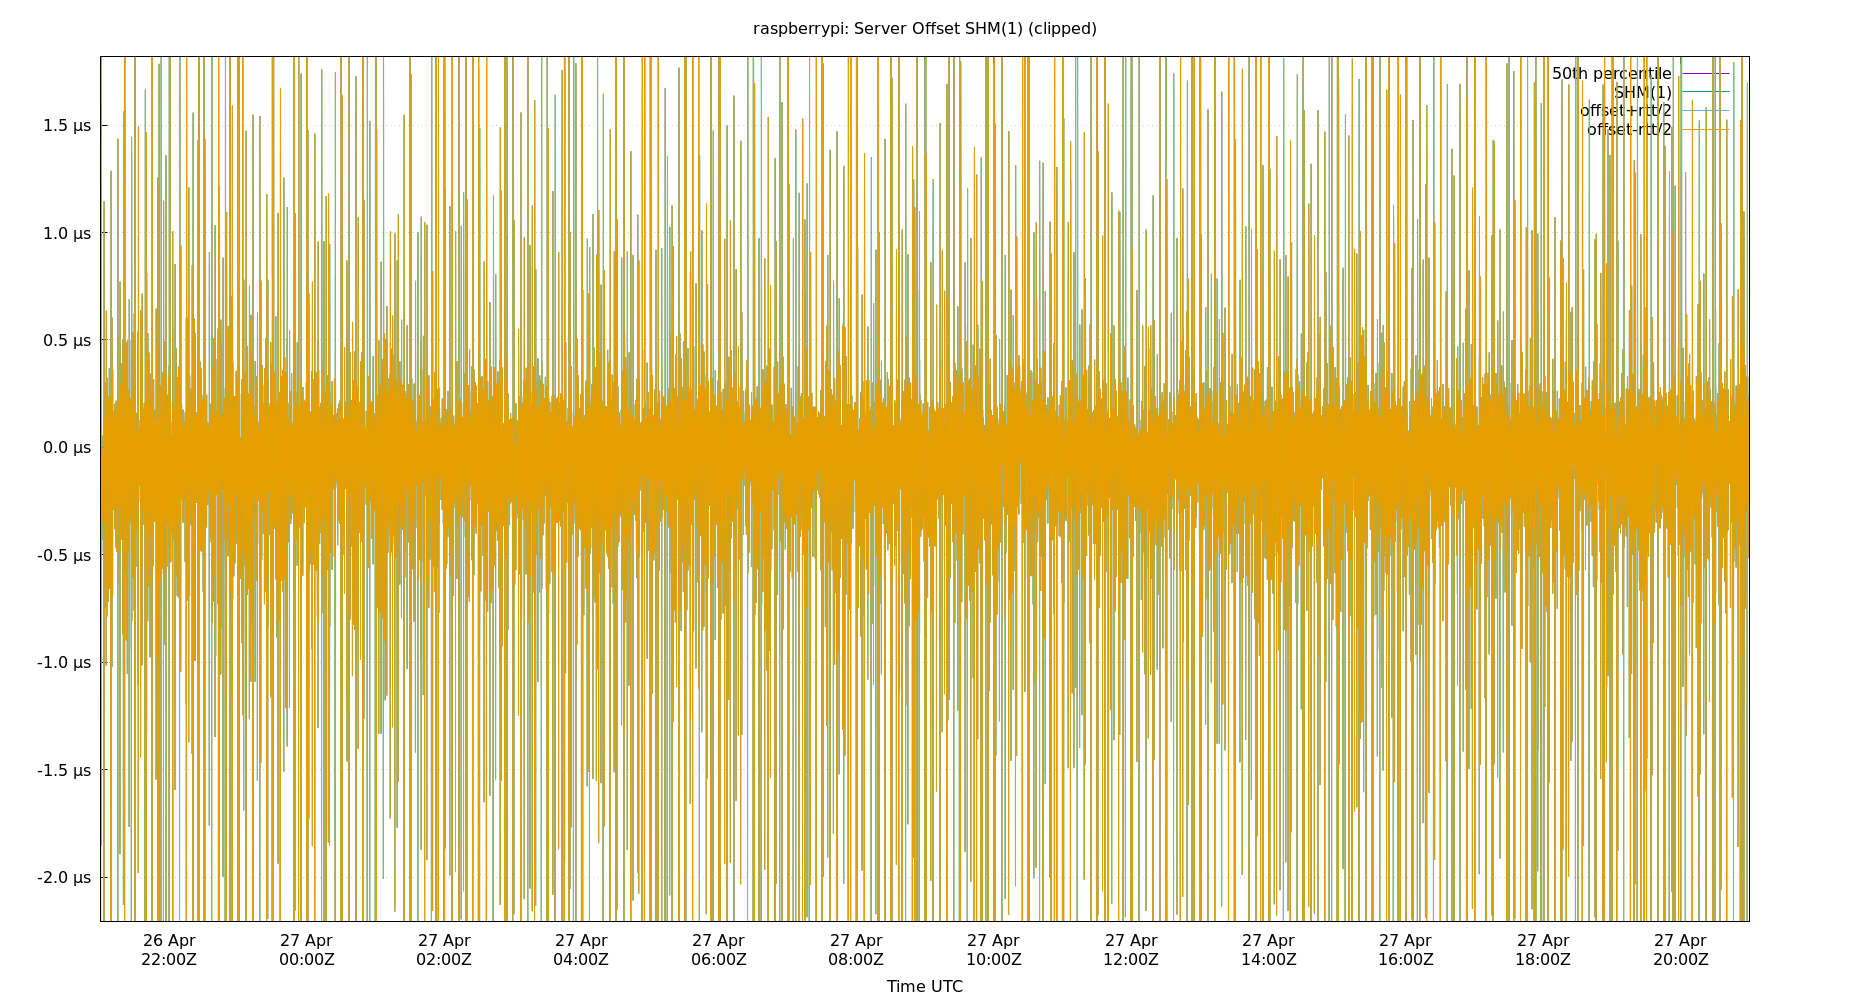 raspberrypi: Server Offset SHM(1) (clipped)
50th percentile
SHM(1)
offset+rtt/2
offset-rtt/2
1.5 µs
1.0 µs
0.5 µs
0.0 µs
-0.5 µs
-1.0 µs
-1.5 µs
-2.0 µs
26 Apr 27 Apr 27 Apr 27 Apr 27 Apr 27 Apr 27 Apr 27 Apr 27 Apr 27 Apr 27 Apr 27 Apr
22:00Z 00:00Z 02:00Z 04:00Z 06:00Z 08:00Z 10:00Z 12:00Z 14:00Z 16:00Z 18:00Z 20:00Z
Time UTC